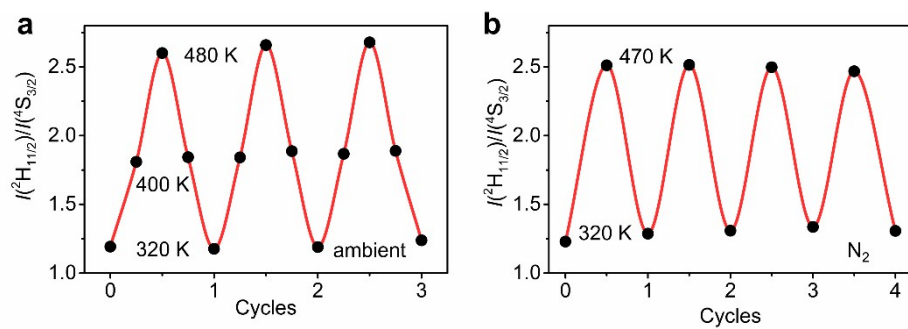 a
I(²H₁₁/₂)/I(⁴S₃/₂)
2.5
2.0
1.5
1.0
480 K
400 K
320 K
ambient
0 1 2 3
Cycles
b
I(²H₁₁/₂)/I(⁴S₃/₂)
2.5
2.0
1.5
1.0
470 K
320 K
N₂
0 1 2 3 4
Cycles